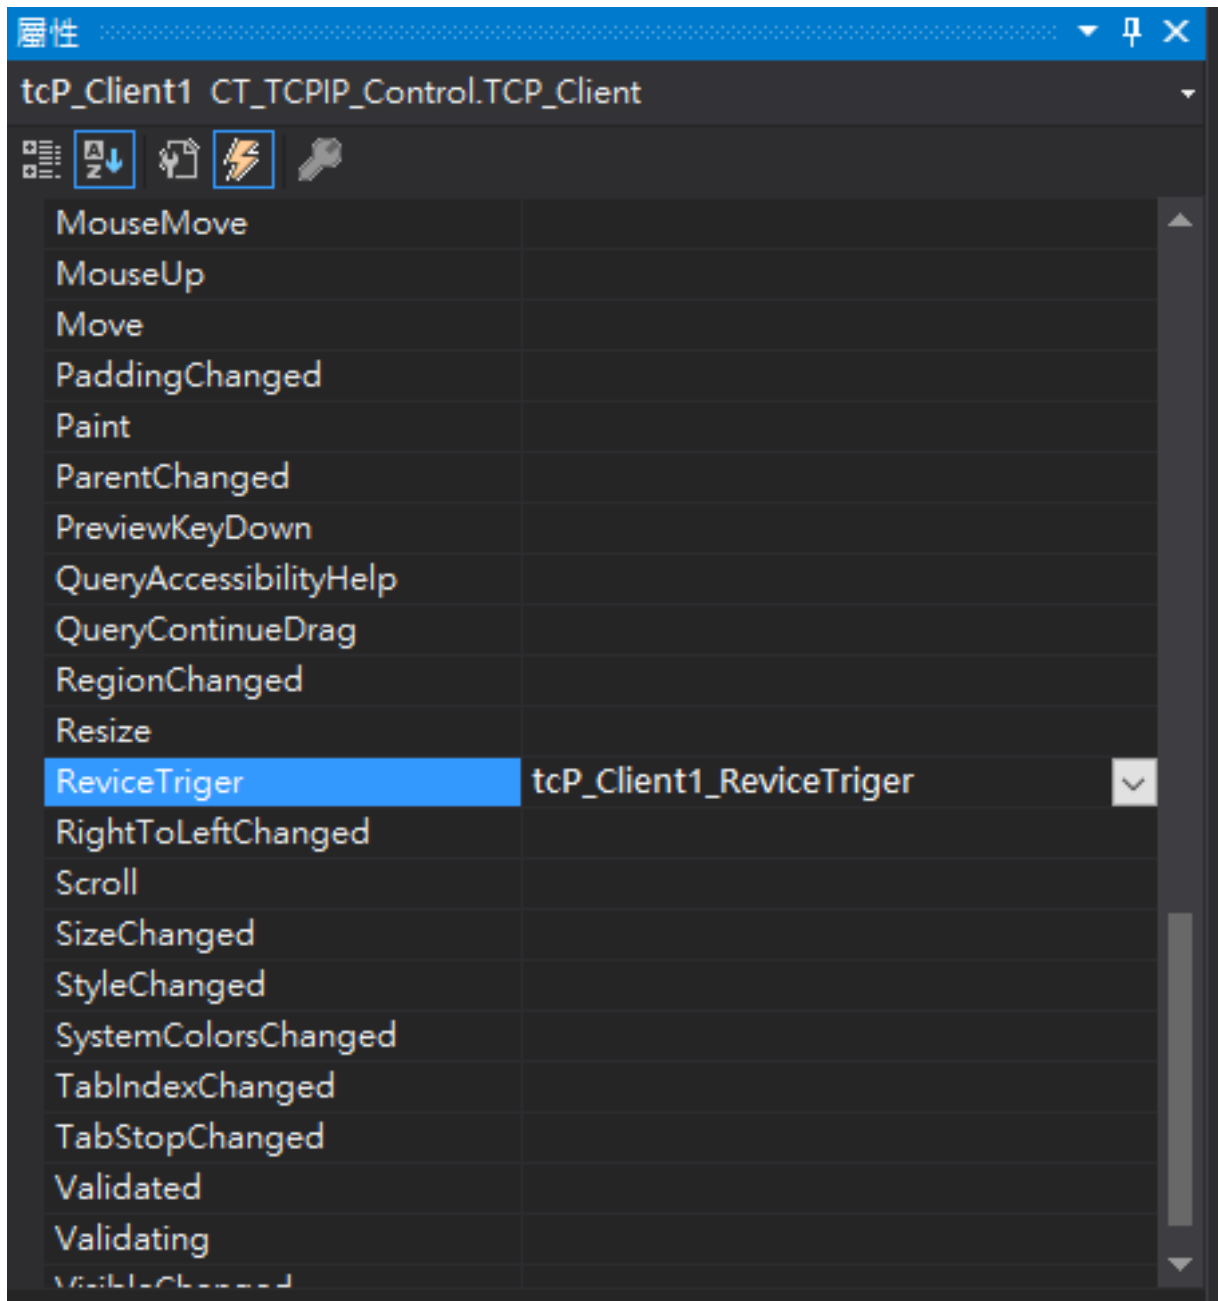 屬性
tcP_Client1 CT_TCPIP_Control.TCP_Client
MouseMove
MouseUp
Move
PaddingChanged
Paint
ParentChanged
PreviewKeyDown
QueryAccessibilityHelp
QueryContinueDrag
RegionChanged
Resize
ReviceTriger tcP_Client1_ReviceTriger
RightToLeftChanged
Scroll
SizeChanged
StyleChanged
SystemColorsChanged
TabIndexChanged
TabStopChanged
Validated
Validating
VisibleChanged